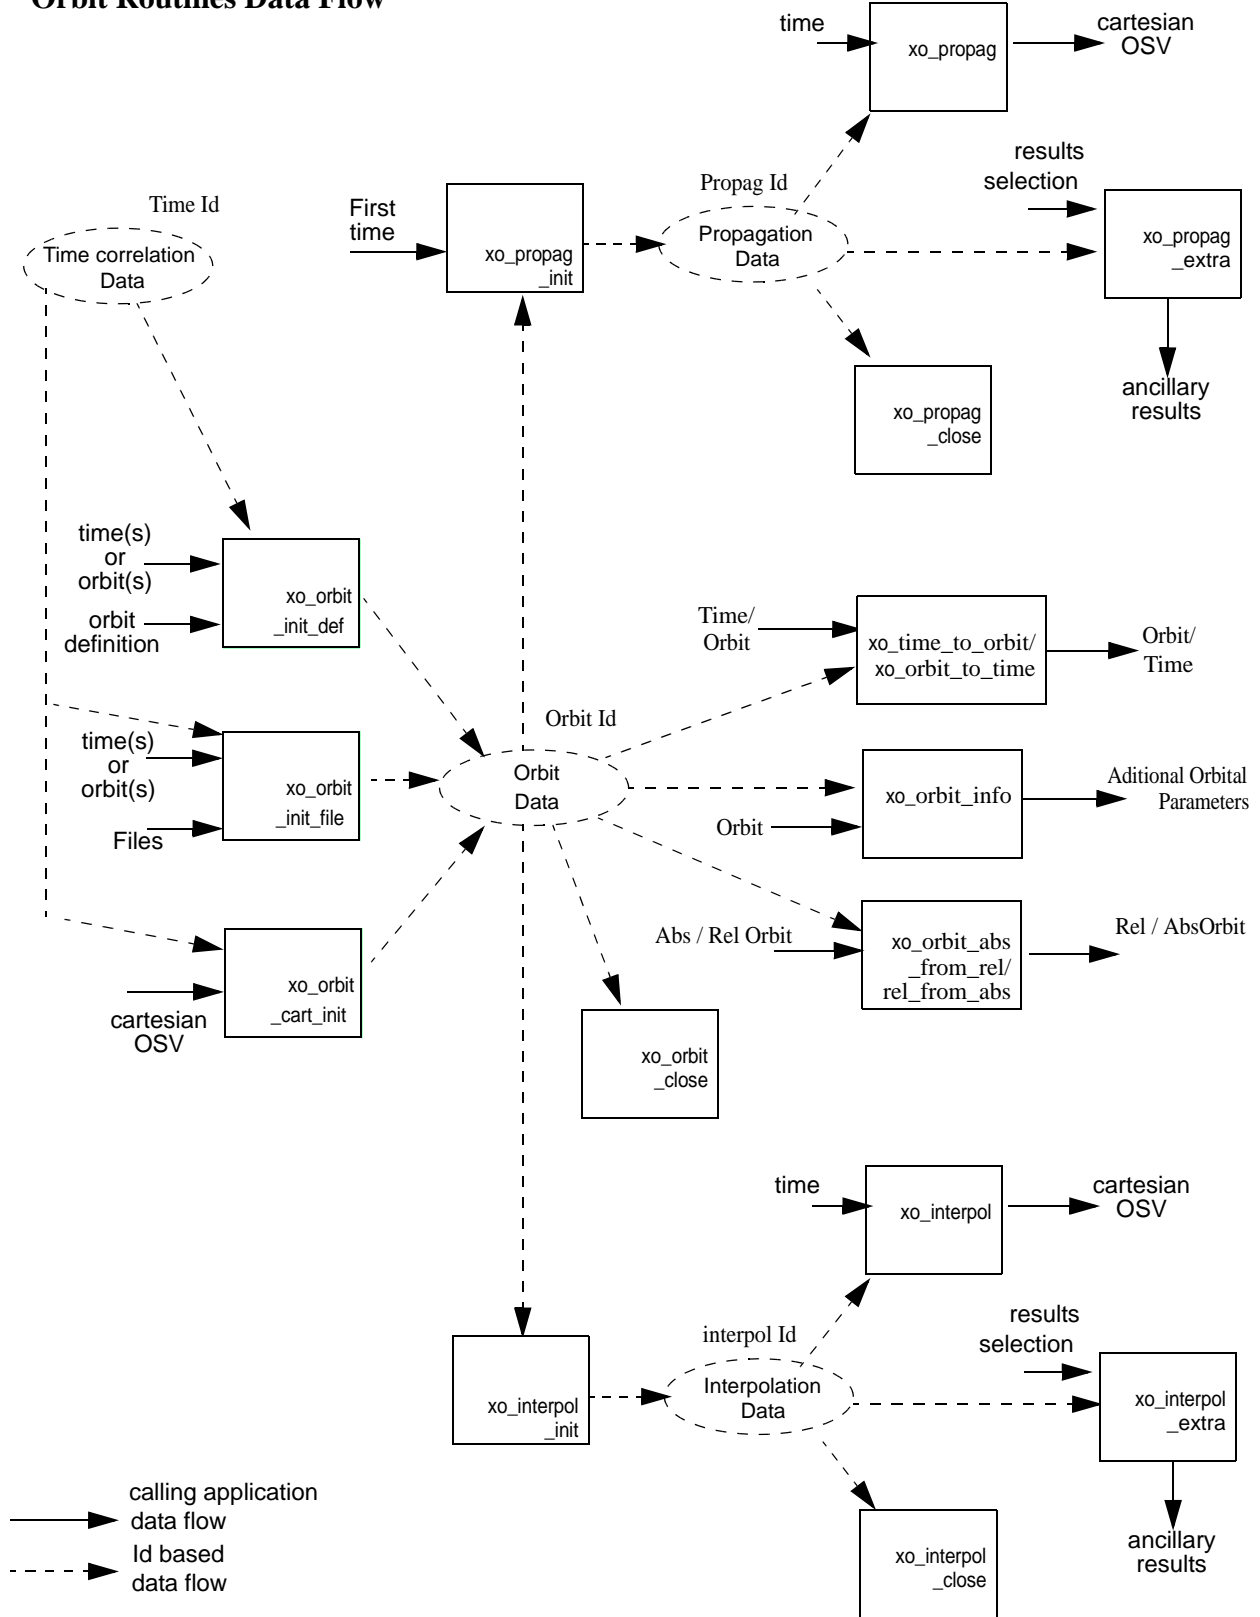 Orbit Routines Data Flow
time
xo_propag
cartesian
OSV
results
selection
Propag Id
Time Id
First
time
xo_propag
_init
Propagation
Data
xo_propag
_extra
Time correlation
Data
ancillary
results
xo_propag
_close
time(s)
or
orbit(s)
orbit
definition
xo_orbit
_init_def
Time/
Orbit
xo_time_to_orbit/
xo_orbit_to_time
Orbit/
Time
Orbit Id
time(s)
or
orbit(s)
Files
xo_orbit
_init_file
Orbit
Data
xo_orbit_info
Orbit
Aditional Orbital
Parameters
Abs / Rel Orbit
xo_orbit_abs
_from_rel/
rel_from_abs
Rel / AbsOrbit
cartesian
OSV
xo_orbit
_cart_init
xo_orbit
_close
time
xo_interpol
cartesian
OSV
results
selection
interpol Id
xo_interpol
_init
Interpolation
Data
xo_interpol
_extra
ancillary
results
xo_interpol
_close
calling application
data flow
Id based
data flow